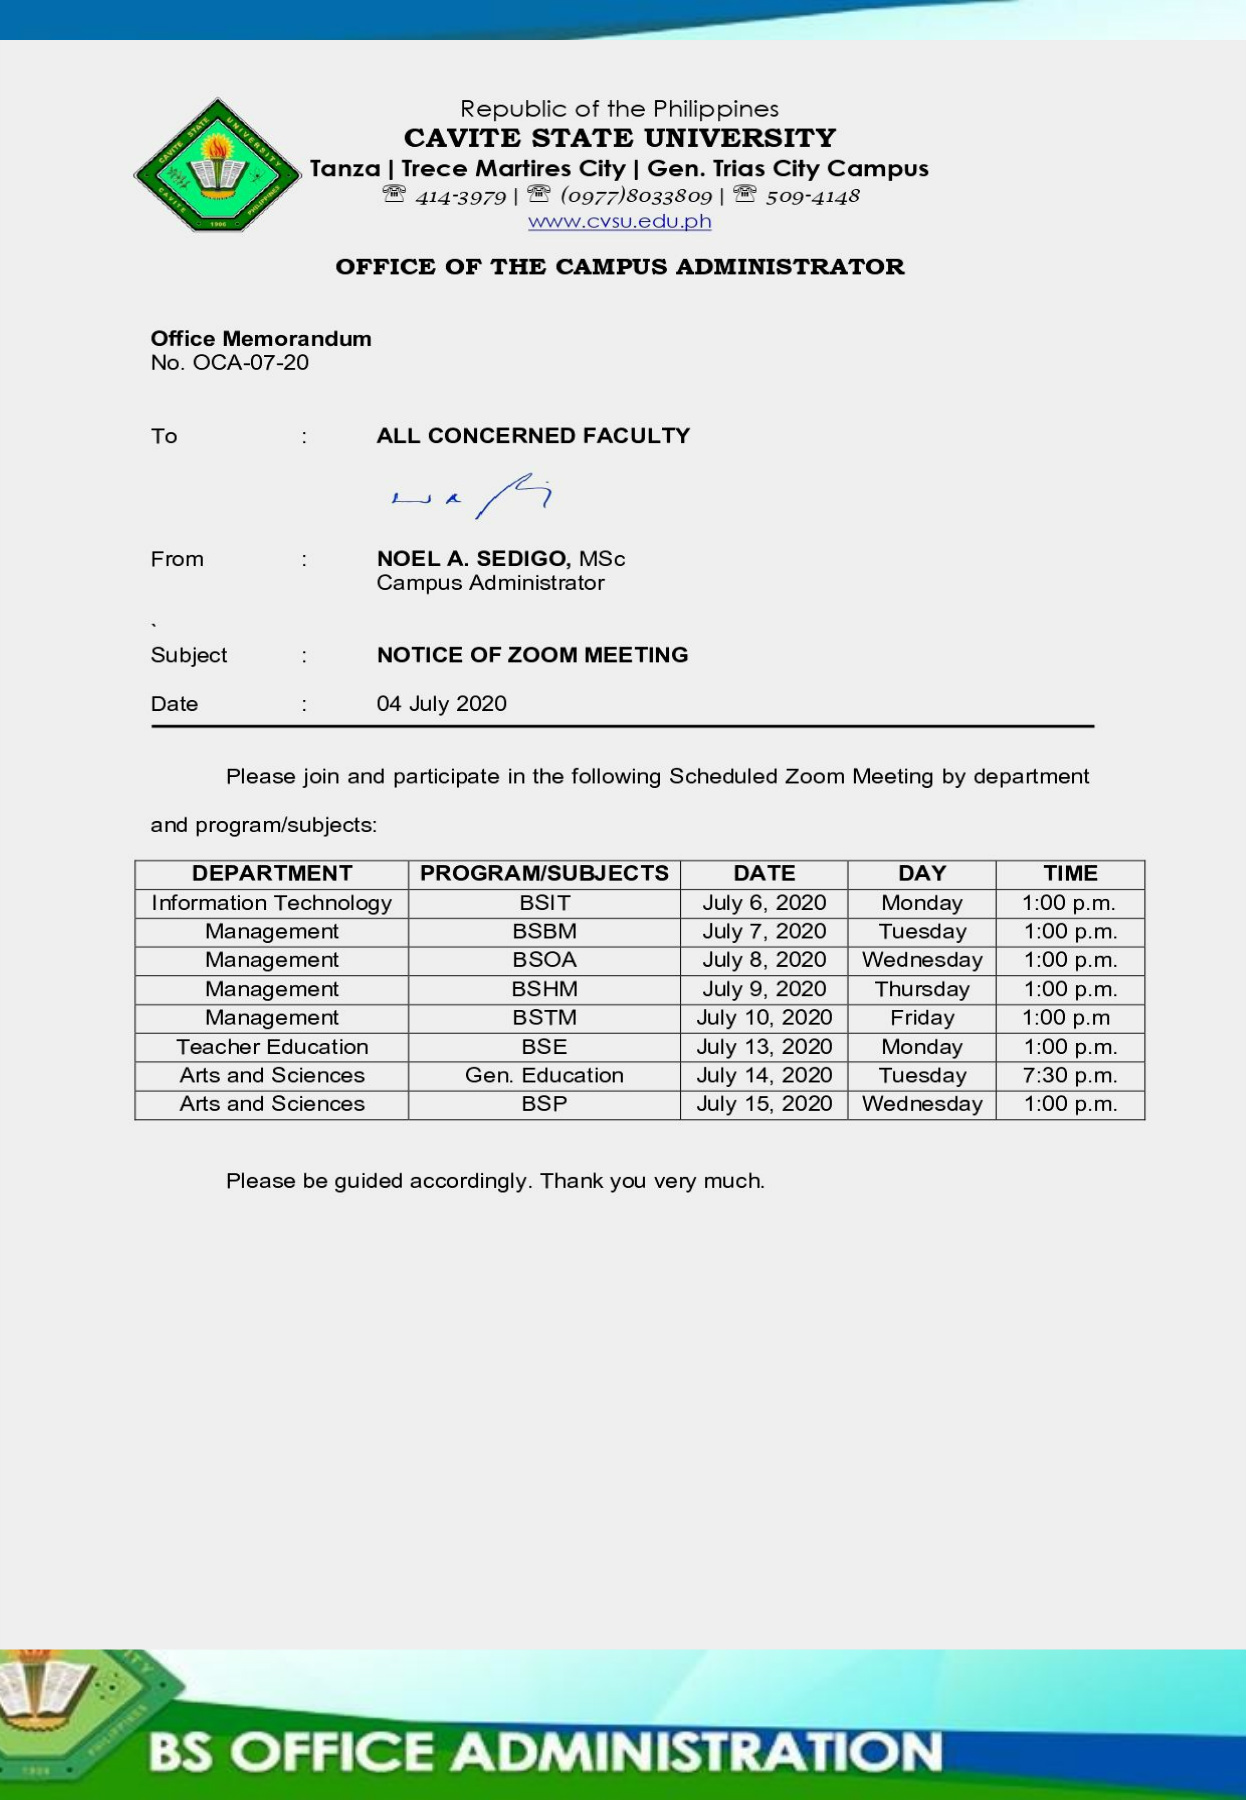 Republic of the Philippines
CAVITE STATE UNIVERSITY
Tanza | Trece Martires City | Gen. Trias City Campus
☏ 414-3979 | ☏ (0977)8033809 | ☏ 509-4148
www.cvsu.edu.ph
CAVITE STATE UNIVERSITY
CAVITE PHILIPPINES
1906
OFFICE OF THE CAMPUS ADMINISTRATOR
Office Memorandum
No. OCA-07-20
To : ALL CONCERNED FACULTY
From : NOEL A. SEDIGO, MSc
Campus Administrator
`
Subject : NOTICE OF ZOOM MEETING
Date : 04 July 2020
Please join and participate in the following Scheduled Zoom Meeting by department
and program/subjects:
DEPARTMENT PROGRAM/SUBJECTS DATE DAY TIME
Information Technology BSIT July 6, 2020 Monday 1:00 p.m.
Management BSBM July 7, 2020 Tuesday 1:00 p.m.
Management BSOA July 8, 2020 Wednesday 1:00 p.m.
Management BSHM July 9, 2020 Thursday 1:00 p.m.
Management BSTM July 10, 2020 Friday 1:00 p.m
Teacher Education BSE July 13, 2020 Monday 1:00 p.m.
Arts and Sciences Gen. Education July 14, 2020 Tuesday 7:30 p.m.
Arts and Sciences BSP July 15, 2020 Wednesday 1:00 p.m.
Please be guided accordingly. Thank you very much.
PHILIPPINES
1906
BS OFFICE ADMINISTRATION